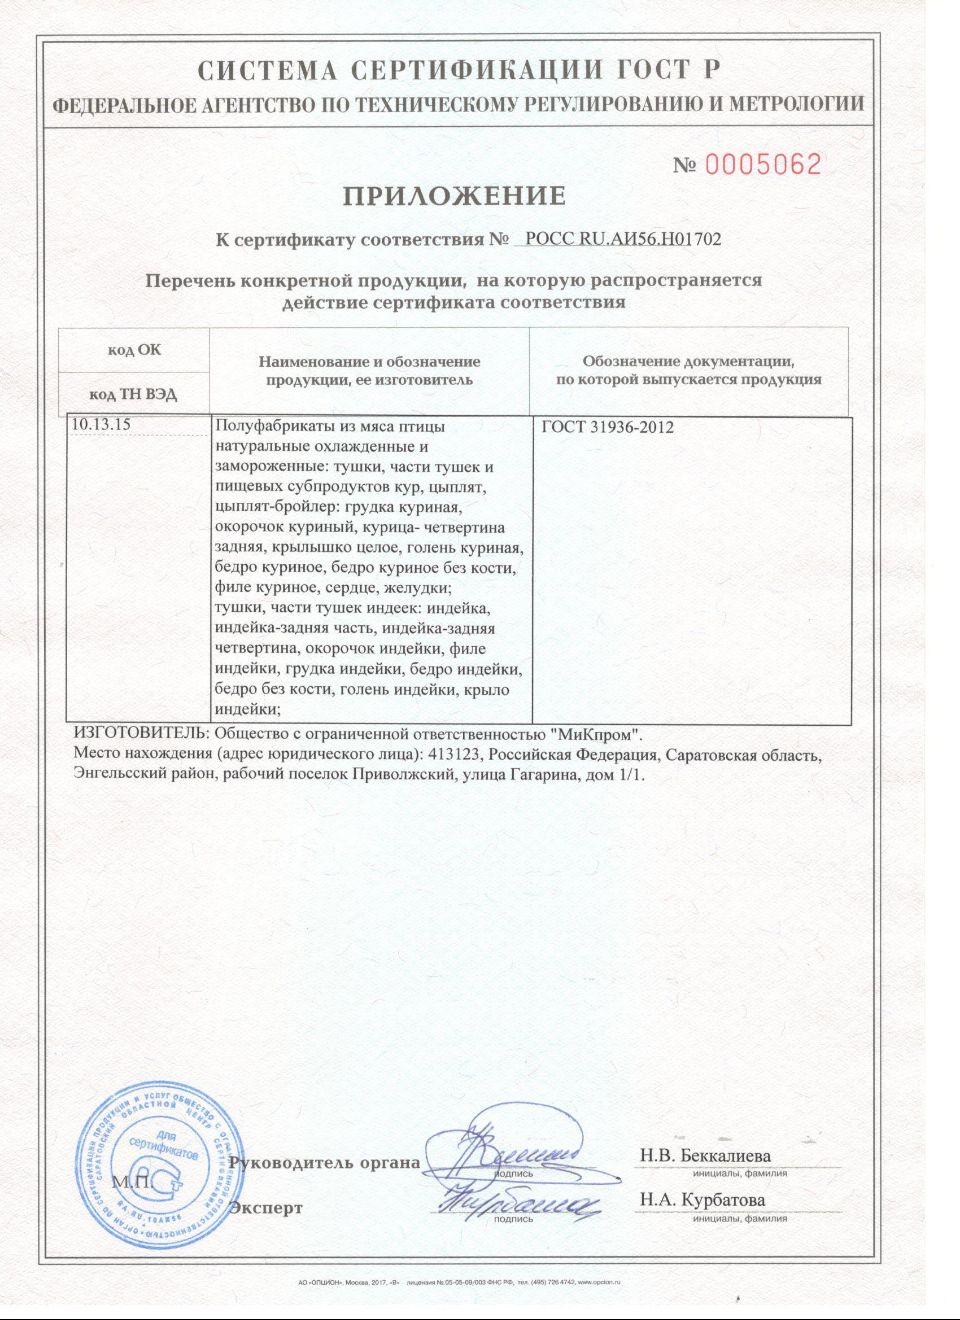 СИСТЕМА СЕРТИФИКАЦИИ ГОСТ Р
ФЕДЕРАЛЬНОЕ АГЕНТСТВО ПО ТЕХНИЧЕСКОМУ РЕГУЛИРОВАНИЮ И МЕТРОЛОГИИ
№ 0005062
ПРИЛОЖЕНИЕ
К сертификату соответствия № РОСС RU.АИ56.Н01702
Перечень конкретной продукции, на которую распространяется
действие сертификата соответствия
код ОК
код ТН ВЭД
Наименование и обозначение
продукции, ее изготовитель
Обозначение документации,
по которой выпускается продукция
10.13.15
Полуфабрикаты из мяса птицы
натуральные охлажденные и
замороженные: тушки, части тушек и
пищевых субпродуктов кур, цыплят,
цыплят-бройлер: грудка куриная,
окорочок куриный, курица- четвертина
задняя, крылышко целое, голень куриная,
бедро куриное, бедро куриное без кости,
филе куриное, сердце, желудки;
тушки, части тушек индеек: индейка,
индейка-задняя часть, индейка-задняя
четвертина, окорочок индейки, филе
индейки, грудка индейки, бедро индейки,
бедро без кости, голень индейки, крыло
индейки;
ГОСТ 31936-2012
ИЗГОТОВИТЕЛЬ: Общество с ограниченной ответственностью "МиКпром".
Место нахождения (адрес юридического лица): 413123, Российская Федерация, Саратовская область,
Энгельсский район, рабочий поселок Приволжский, улица Гагарина, дом 1/1.
ОРГАН ПО СЕРТИФИКАЦИИ ПРОДУКЦИИ И УСЛУГ ОБЩЕСТВО С ОГРАНИЧЕННОЙ ОТВЕТСТВЕННОСТЬЮ
САРАТОВСКИЙ ОБЛАСТНОЙ ЦЕНТР СЕРТИФИКАЦИИ
RA.RU.10АИ56
для
сертификатов
М.П.
Руководитель органа
подпись
Н.В. Беккалиева
инициалы, фамилия
Эксперт
подпись
Н.А. Курбатова
инициалы, фамилия
АО «ОПЦИОН», Москва, 2017, «В» лицензия № 05-05-09/003 ФНС РФ, тел. (495) 726 4742, www.opcion.ru